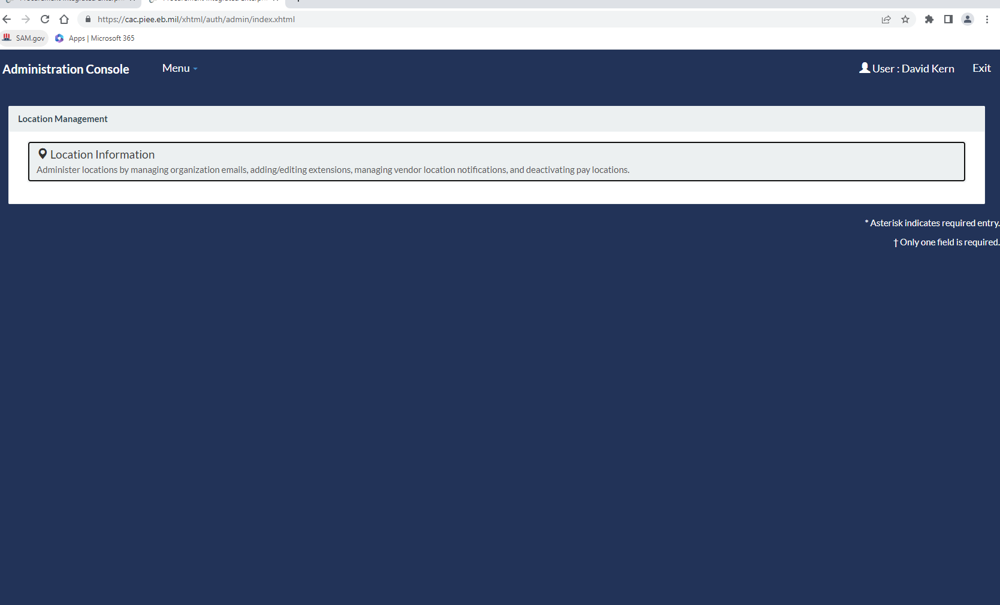 https://cac.piee.eb.mil/xhtml/auth/admin/index.xhtml
SAM.gov
Apps | Microsoft 365
Administration Console
Menu
User : David Kern
Exit
Location Management
Location Information
Administer locations by managing organization emails, adding/editing extensions, managing vendor location notifications, and deactivating pay locations.
* Asterisk indicates required entry.
† Only one field is required.